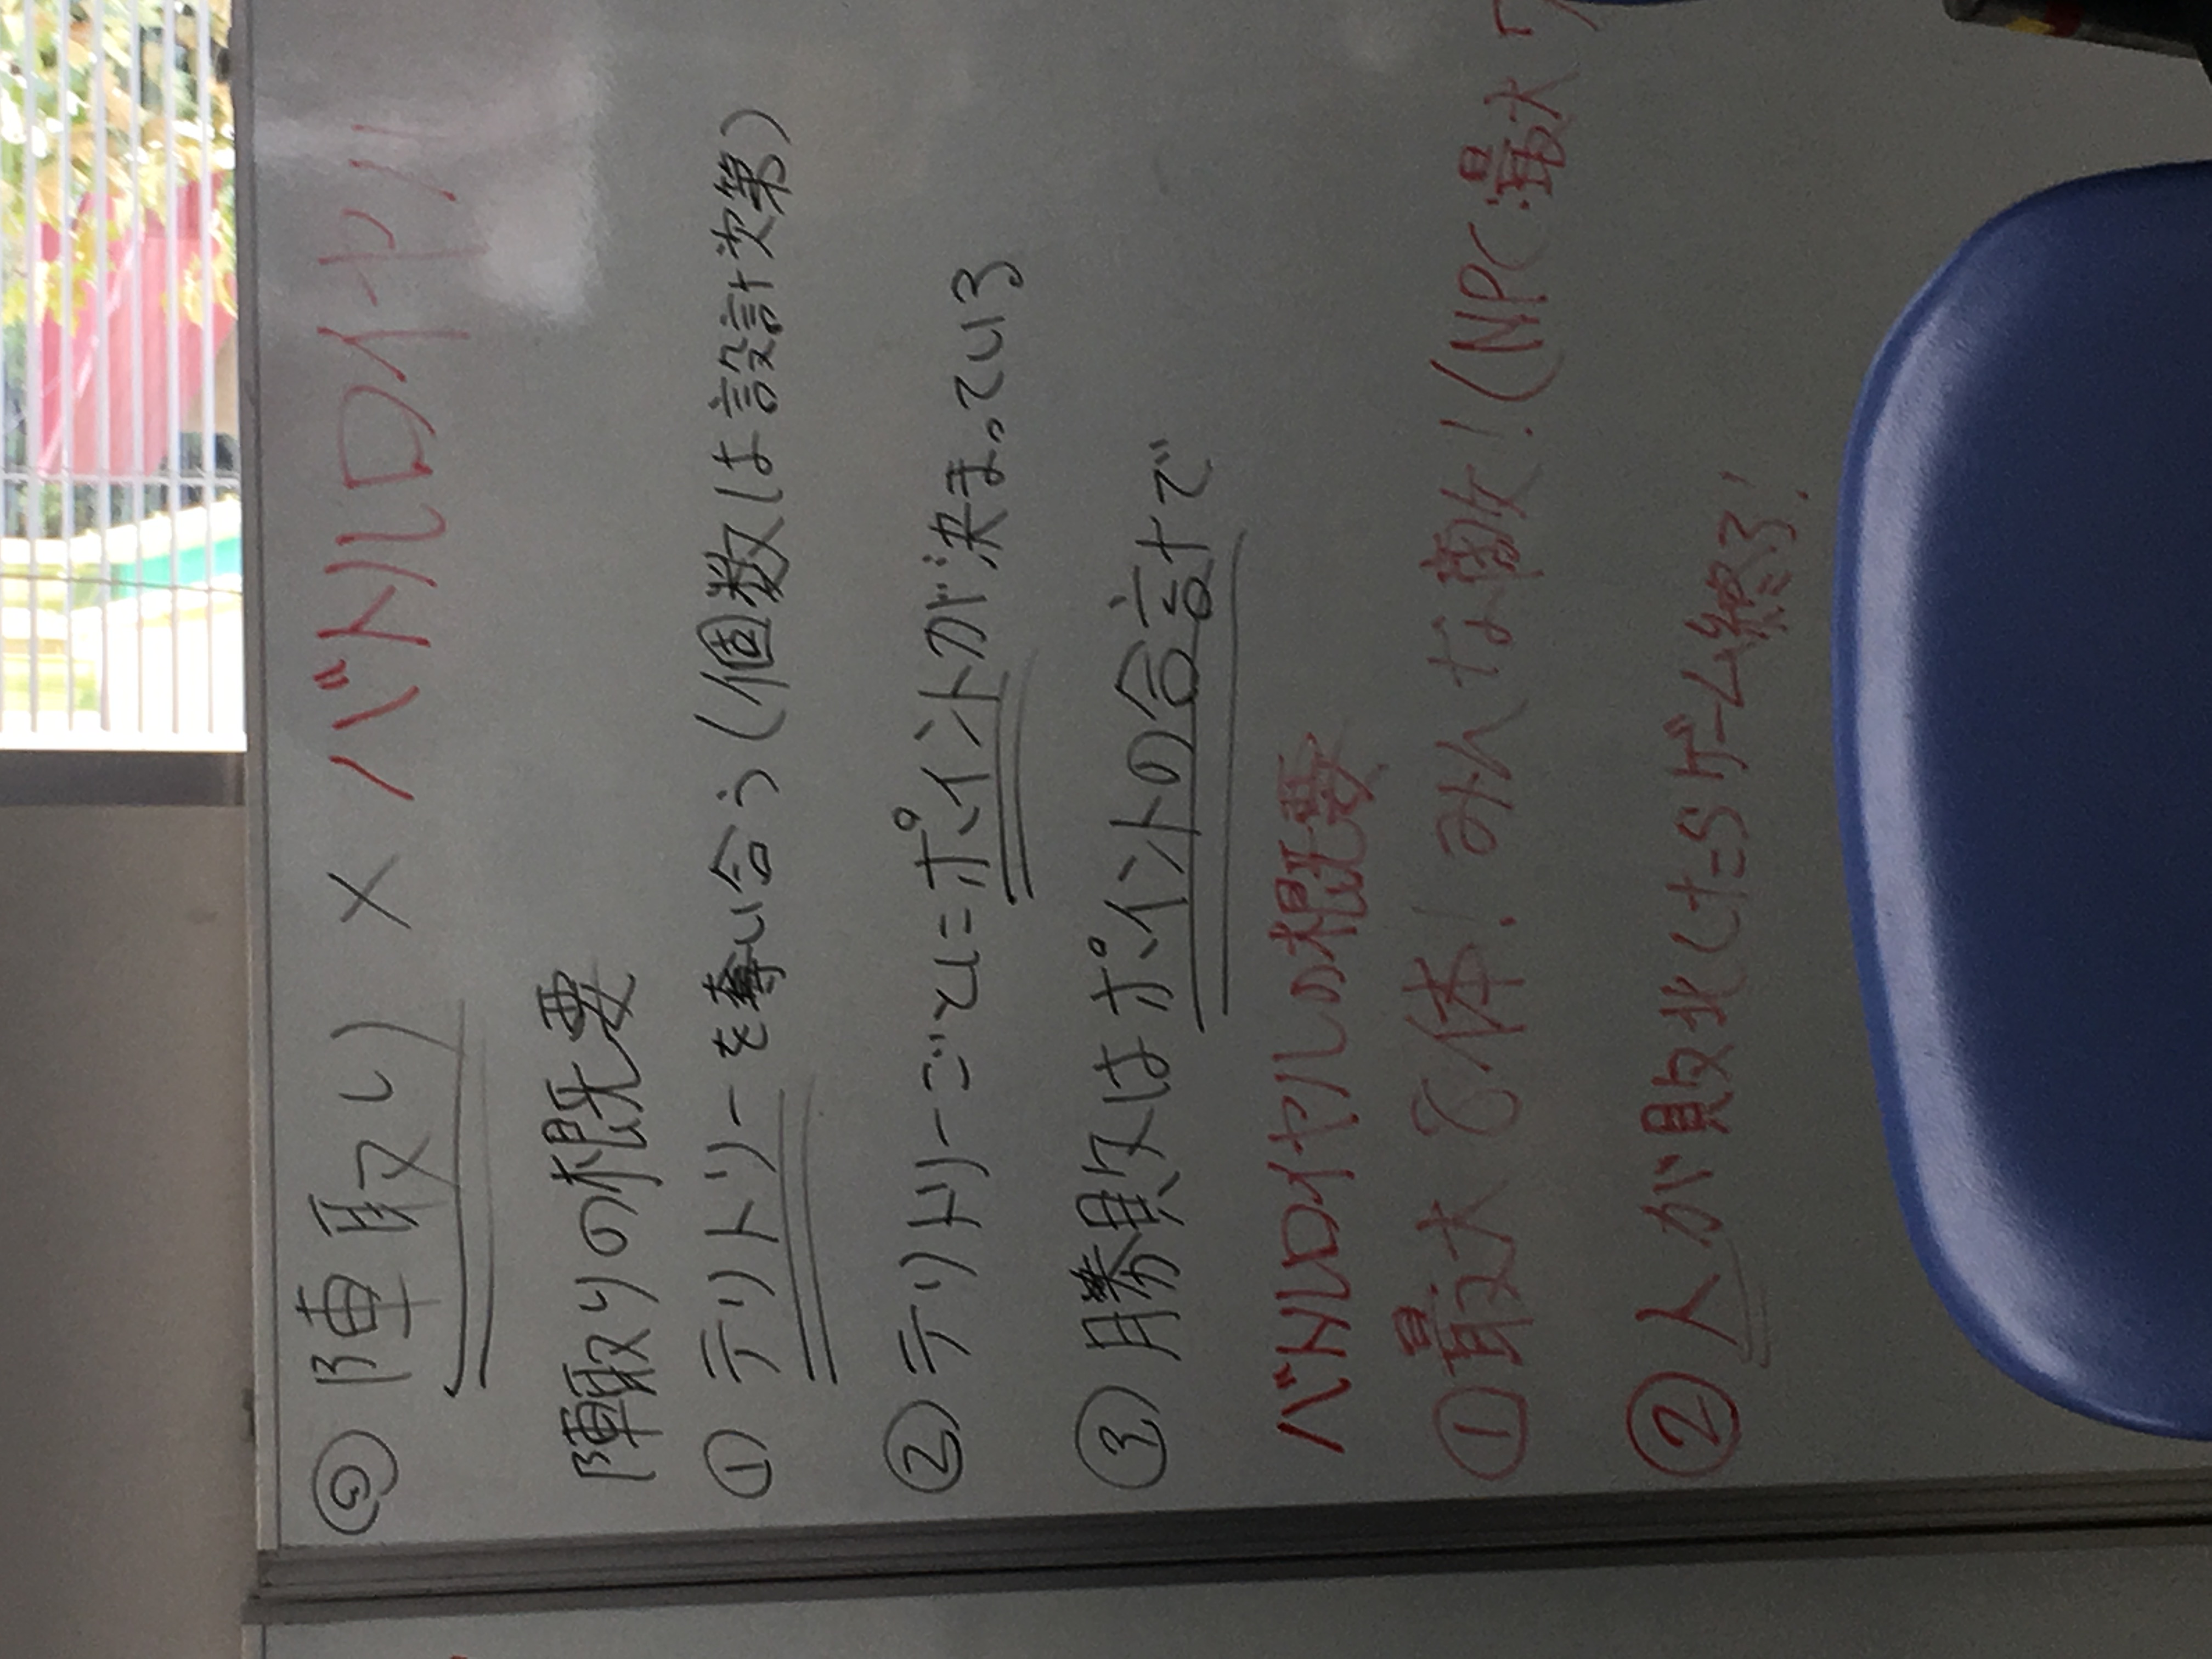 陣取り × バトルロイヤル
陣取りの概要
① テリトリーを奪い合う(個数は設計次第)
② テリトリーごとにポイントが決まっている
③ 勝敗はポイントの合計で
バトルロイヤルの概要
① 最大8体! みんな敵!(NPC:最大7
② 人が敗北したらゲーム終了!